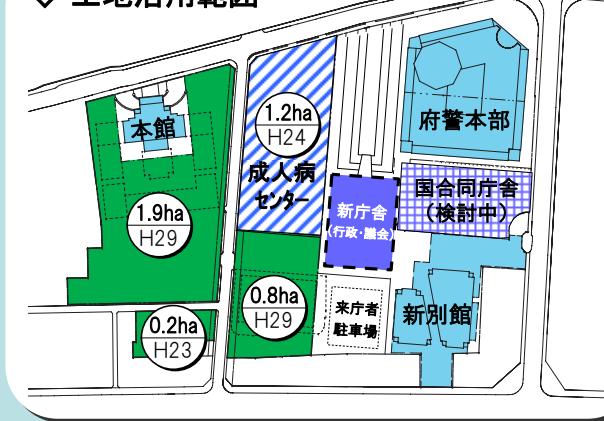 ◇ 土地活用範囲
本館
1.9ha
H29
0.2ha
H23
1.2ha
H24
成人病
センター
0.8ha
H29
新庁舎
(行政・議会)
来庁者
駐車場
府警本部
国合同庁舎
(検討中)
新別館